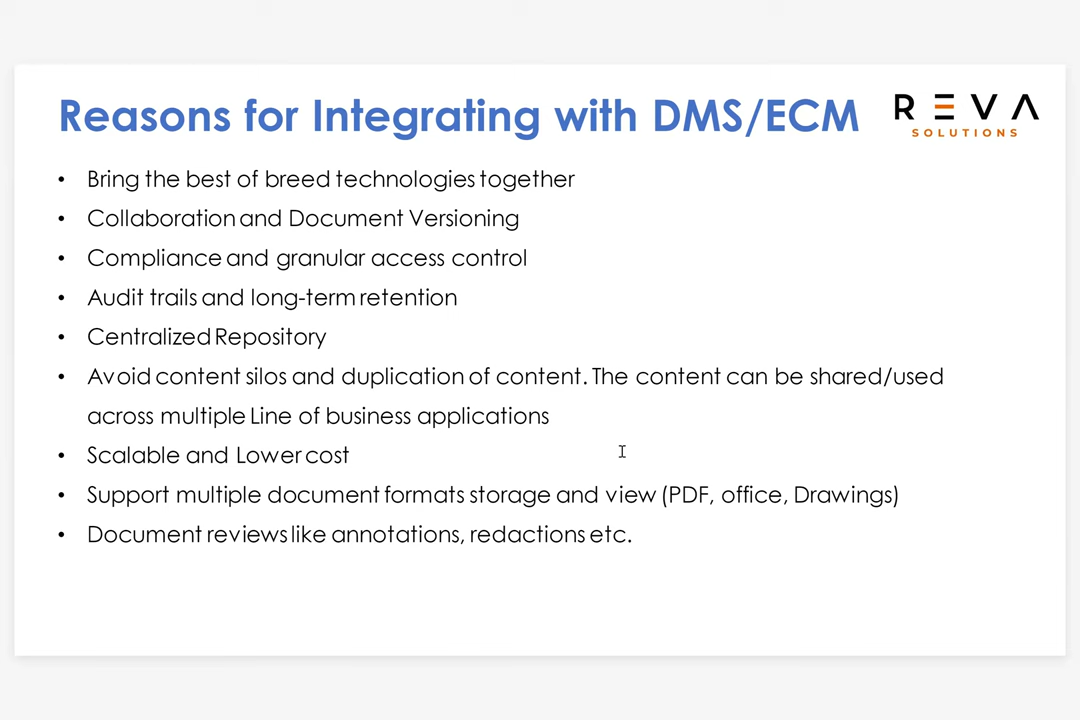 Reasons for Integrating with DMS/ECM
REVA
SOLUTIONS
• Bring the best of breed technologies together
• Collaboration and Document Versioning
• Compliance and granular access control
• Audit trails and long-term retention
• Centralized Repository
• Avoid content silos and duplication of content. The content can be shared/used
across multiple Line of business applications
• Scalable and Lower cost
• Support multiple document formats storage and view (PDF, office, Drawings)
• Document reviews like annotations, redactions etc.